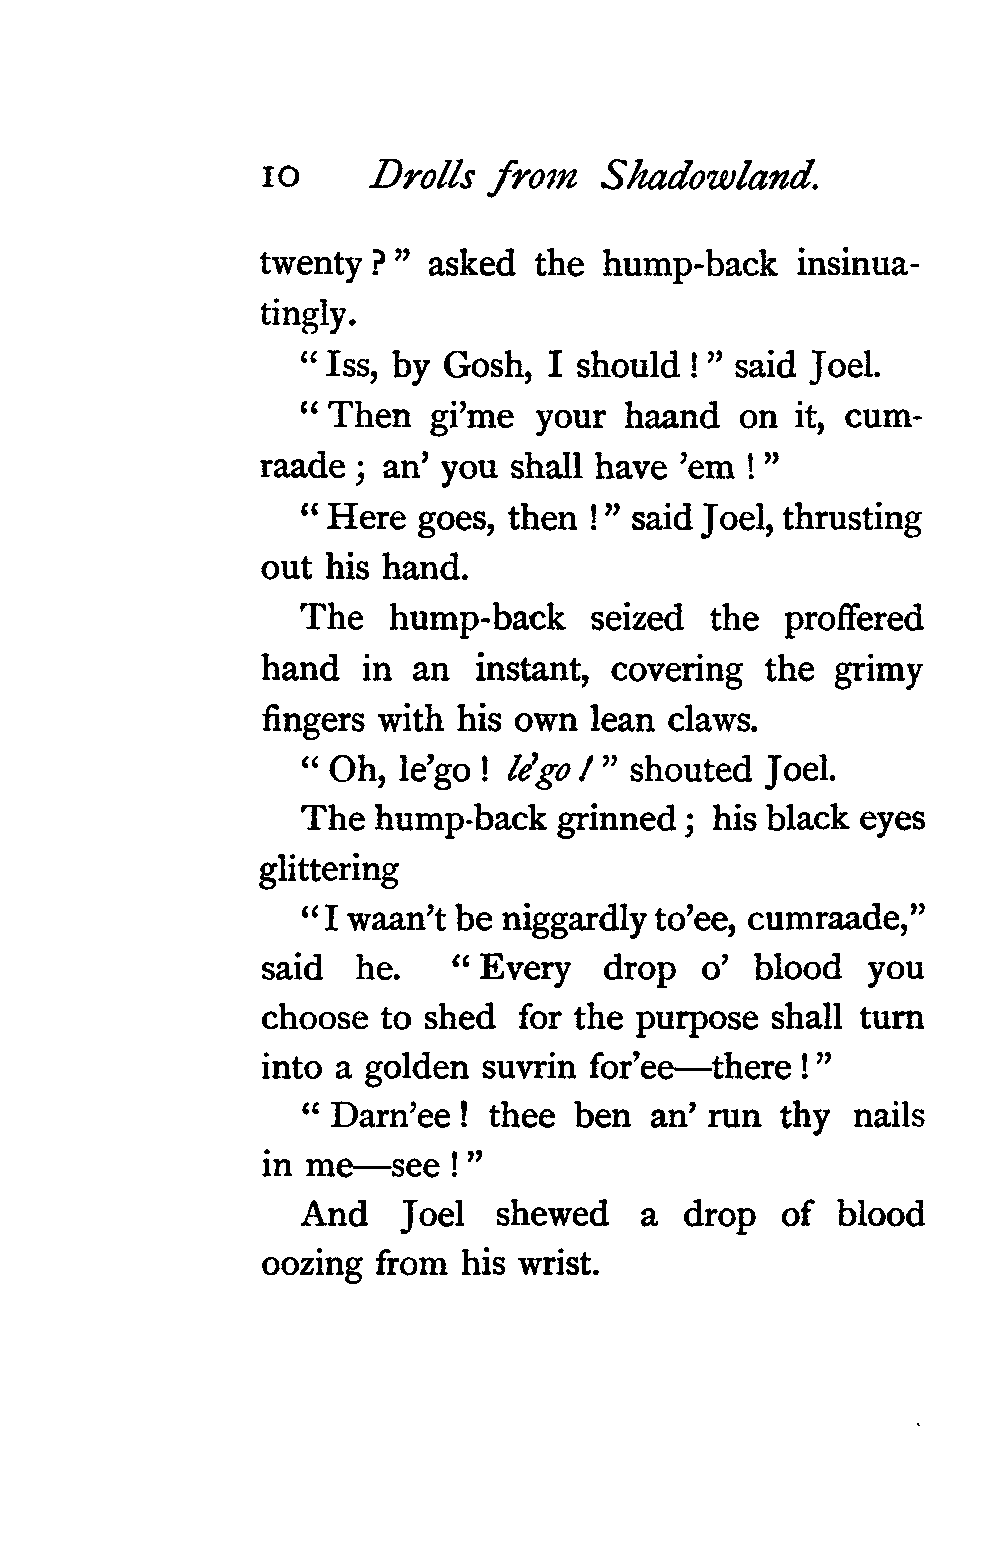 10 Drolls from Shadowland.
twenty ? " asked the hump-back insinua-
tingly.
" Iss, by Gosh, I should ! " said Joel.
" Then gi'me your haand on it, cum-
raade ; an' you shall have 'em ! "
" Here goes, then ! " said Joel, thrusting
out his hand.
The hump-back seized the proffered
hand in an instant, covering the grimy
fingers with his own lean claws.
" Oh, le'go ! le'go ! " shouted Joel.
The hump-back grinned ; his black eyes
glittering
" I waan't be niggardly to'ee, cumraade,"
said he. " Every drop o' blood you
choose to shed for the purpose shall turn
into a golden suvrin for'ee—there ! "
" Darn'ee ! thee ben an' run thy nails
in me—see ! "
And Joel shewed a drop of blood
oozing from his wrist.